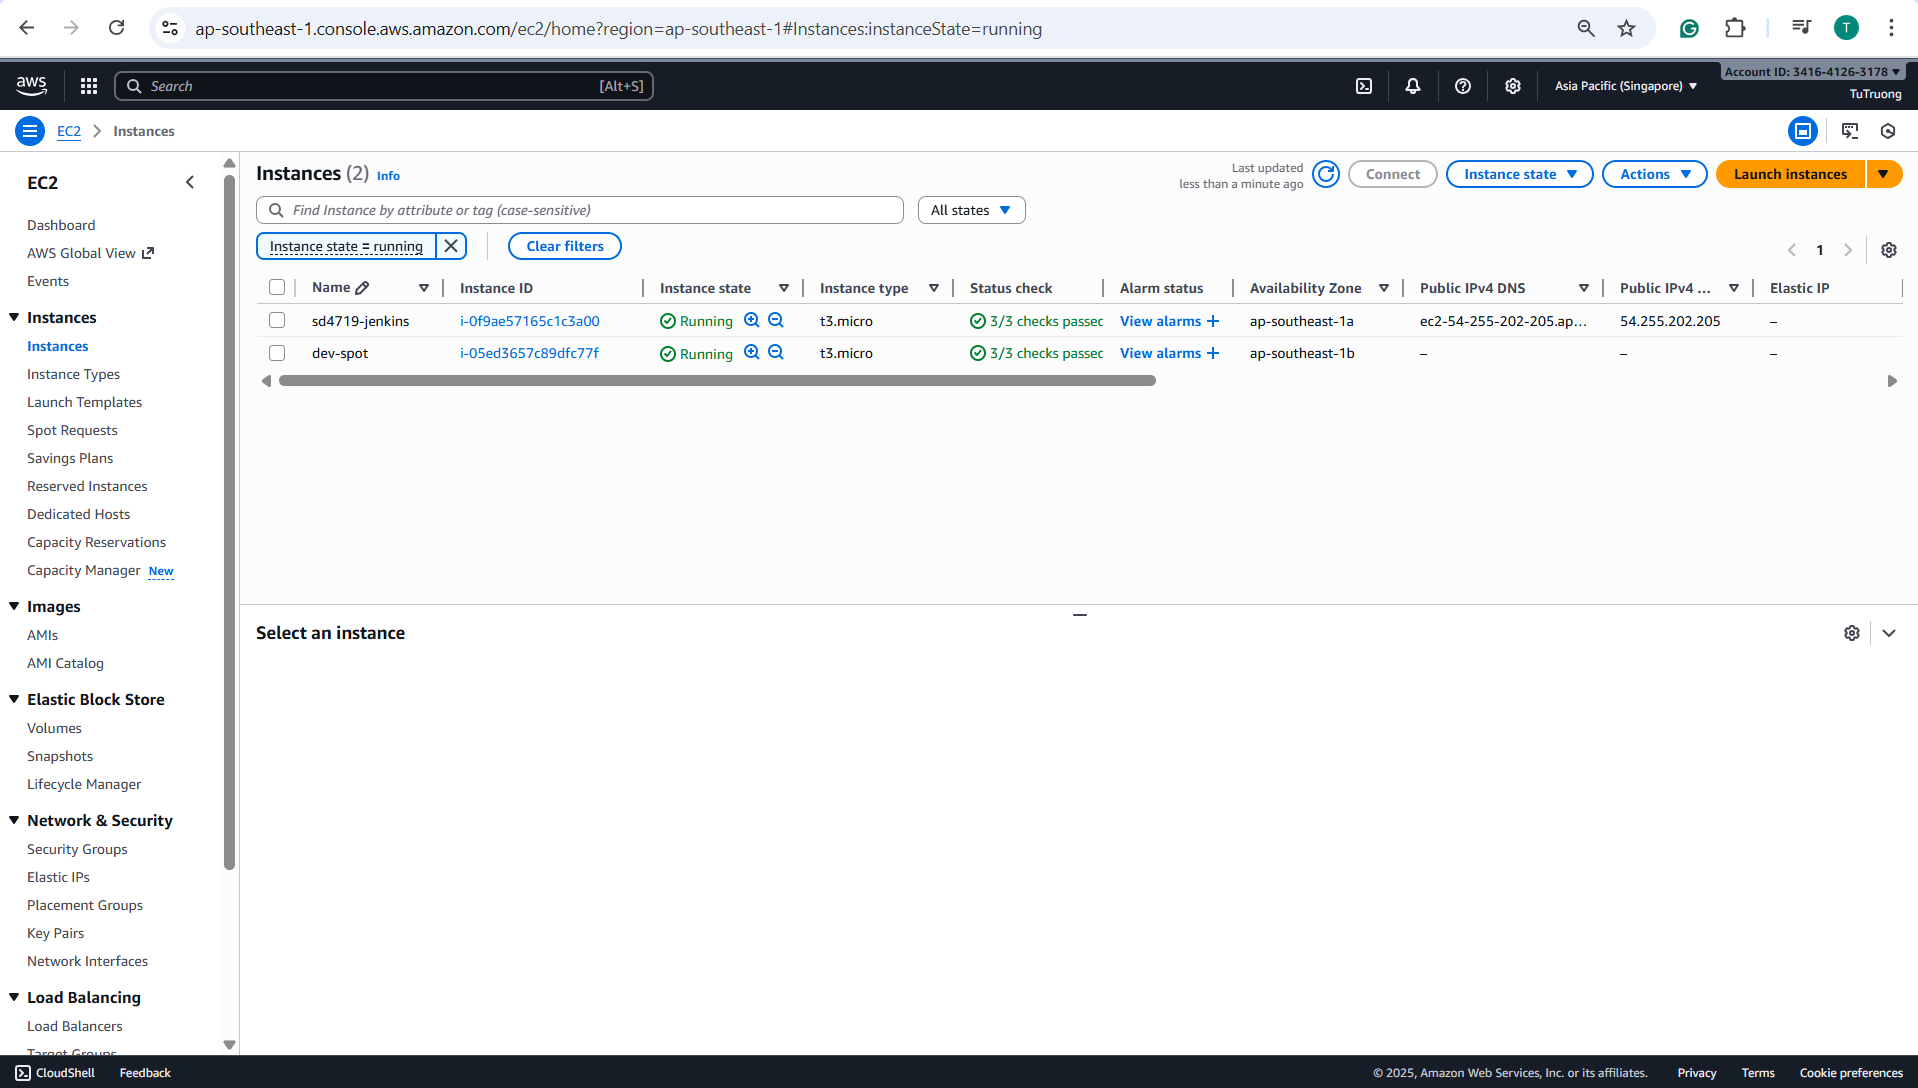 ap-southeast-1.console.aws.amazon.com/ec2/home?region=ap-southeast-1#Instances:instanceState=running
T
aws
Search [Alt+S]
Asia Pacific (Singapore)
Account ID: 3416-4126-3178
TuTruong
EC2 Instances
EC2
Dashboard
AWS Global View
Events
Instances
Instances
Instance Types
Launch Templates
Spot Requests
Savings Plans
Reserved Instances
Dedicated Hosts
Capacity Reservations
Capacity Manager New
Images
AMIs
AMI Catalog
Elastic Block Store
Volumes
Snapshots
Lifecycle Manager
Network & Security
Security Groups
Elastic IPs
Placement Groups
Key Pairs
Network Interfaces
Load Balancing
Load Balancers
Target Groups
Instances (2) Info
Last updated
less than a minute ago
Connect Instance state Actions Launch instances
Find Instance by attribute or tag (case-sensitive) All states
Instance state = running Clear filters
1
Name Instance ID Instance state Instance type Status check Alarm status Availability Zone Public IPv4 DNS Public IPv4 ... Elastic IP
sd4719-jenkins i-0f9ae57165c1c3a00 Running t3.micro 3/3 checks passec View alarms + ap-southeast-1a ec2-54-255-202-205.ap... 54.255.202.205 –
dev-spot i-05ed3657c89dfc77f Running t3.micro 3/3 checks passec View alarms + ap-southeast-1b – – –
Select an instance
CloudShell Feedback
© 2025, Amazon Web Services, Inc. or its affiliates. Privacy Terms Cookie preferences